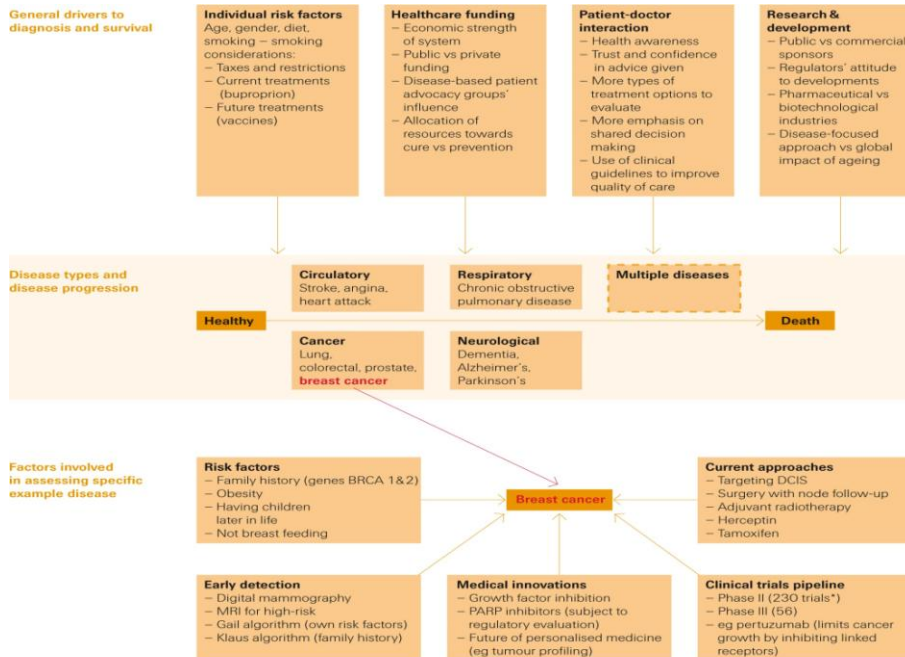 General drivers to
diagnosis and survival
Individual risk factors
Age, gender, diet,
smoking – smoking
considerations:
– Taxes and restrictions
– Current treatments
(buproprion)
– Future treatments
(vaccines)
Healthcare funding
– Economic strength
of system
– Public vs private
funding
– Disease-based patient
advocacy groups'
influence
– Allocation of
resources towards
cure vs prevention
Patient-doctor
interaction
– Health awareness
– Trust and confidence
in advice given
– More types of
treatment options to
evaluate
– More emphasis on
shared decision
making
– Use of clinical
guidelines to improve
quality of care
Research &
development
– Public vs commercial
sponsors
– Regulators' attitude
to developments
– Pharmaceutical vs
biotechnological
industries
– Disease-focused
approach vs global
impact of ageing
Disease types and
disease progression
Circulatory
Stroke, angina,
heart attack
Respiratory
Chronic obstructive
pulmonary disease
Multiple diseases
Healthy
Death
Cancer
Lung,
colorectal, prostate,
breast cancer
Neurological
Dementia,
Alzheimer's,
Parkinson's
Factors involved
in assessing specific
example disease
Risk factors
– Family history (genes BRCA 1&2)
– Obesity
– Having children
later in life
– Not breast feeding
Breast cancer
Current approaches
– Targeting DCIS
– Surgery with node follow-up
– Adjuvant radiotherapy
– Herceptin
– Tamoxifen
Early detection
– Digital mammography
– MRI for high-risk
– Gail algorithm (own risk factors)
– Klaus algorithm (family history)
Medical innovations
– Growth factor inhibition
– PARP inhibitors (subject to
regulatory evaluation)
– Future of personalised medicine
(eg tumour profiling)
Clinical trials pipeline
– Phase II (230 trials*)
– Phase III (56)
– eg pertuzumab (limits cancer
growth by inhibiting linked
receptors)